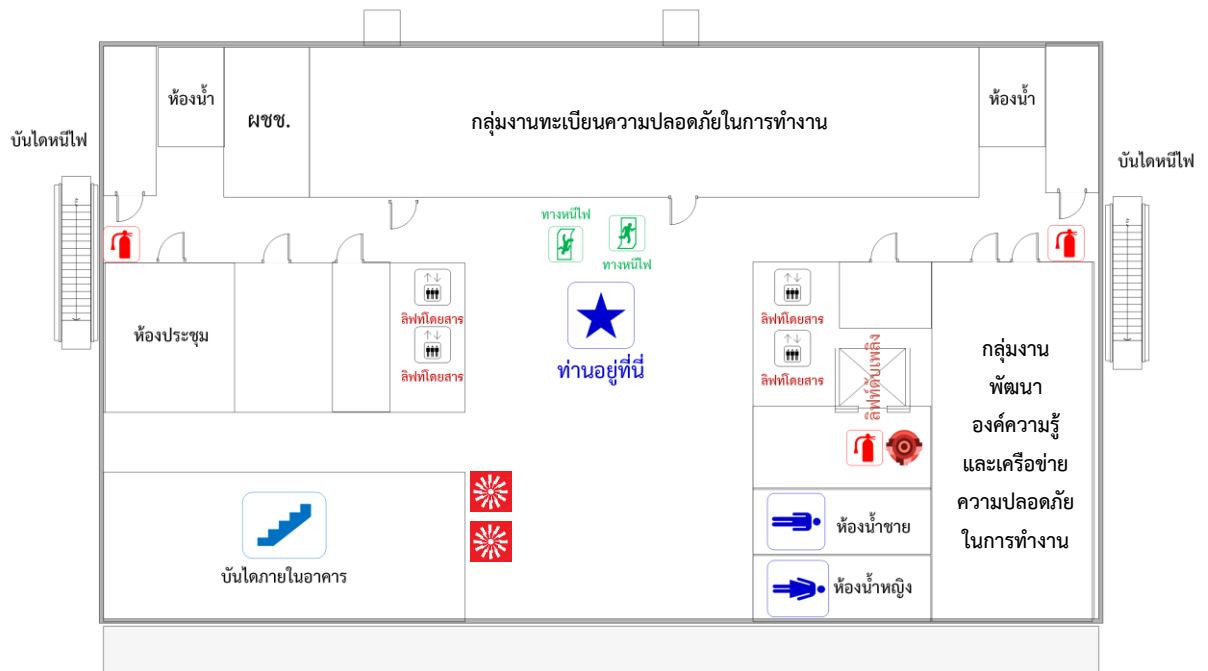 ห้องน้ำ
ผชช.
กลุ่มงานทะเบียนความปลอดภัยในการทำงาน
ห้องน้ำ
บันไดหนีไฟ
บันไดหนีไฟ
ทางหนีไฟ
ทางหนีไฟ
ลิฟท์โดยสาร
ลิฟท์โดยสาร
ห้องประชุม
ท่านอยู่ที่นี่
ลิฟท์โดยสาร
ลิฟท์โดยสาร
ลิฟท์ดับเพลิง
กลุ่มงาน
พัฒนา
องค์ความรู้
และเครือข่าย
ความปลอดภัย
ในการทำงาน
บันไดภายในอาคาร
ห้องน้ำชาย
ห้องน้ำหญิง